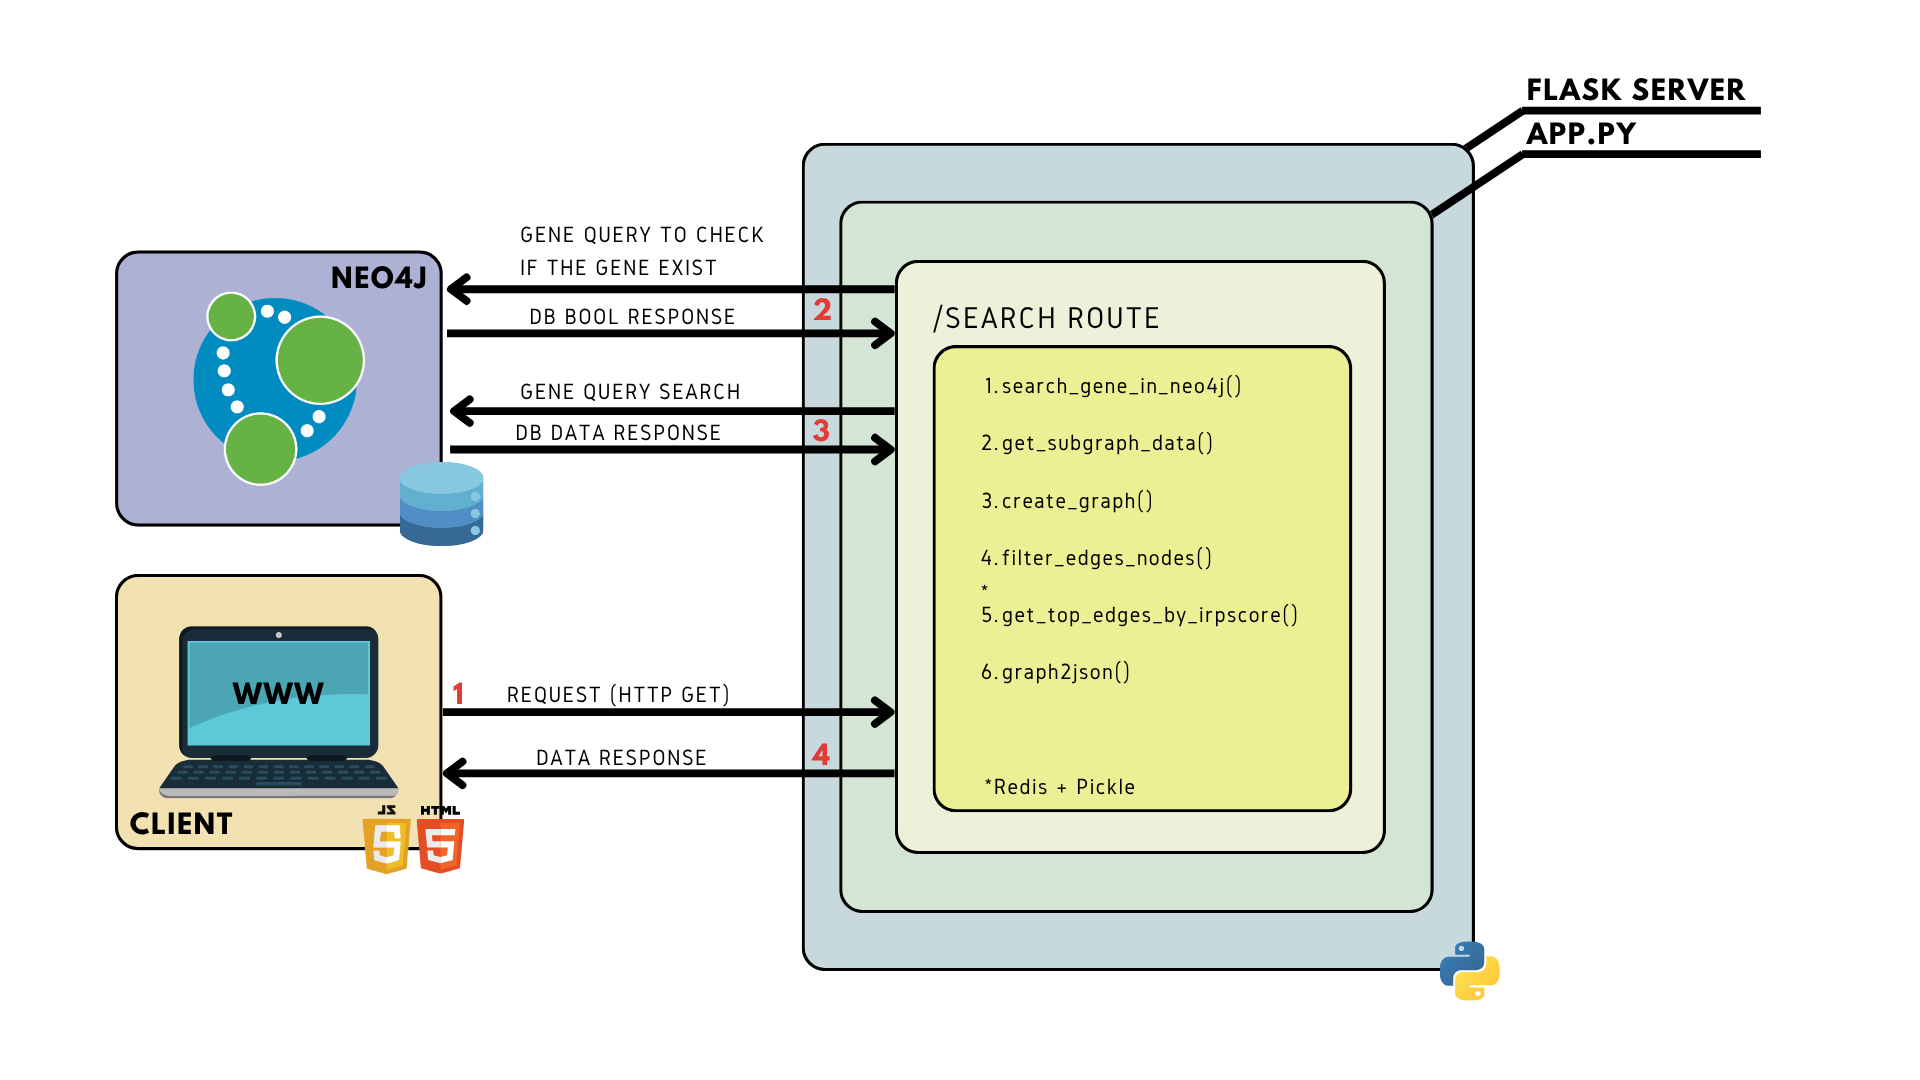 FLASK SERVER
APP.PY
GENE QUERY TO CHECK
IF THE GENE EXIST
NEO4J
2
DB BOOL RESPONSE
/SEARCH ROUTE
GENE QUERY SEARCH
3
DB DATA RESPONSE
1. search_gene_in_neo4j()
2. get_subgraph_data()
3. create_graph()
4. filter_edges_nodes()
*
5. get_top_edges_by_irpscore()
6. graph2json()
*Redis + Pickle
WWW
1
REQUEST (HTTP GET)
DATA RESPONSE
4
CLIENT
JS
HTML
5